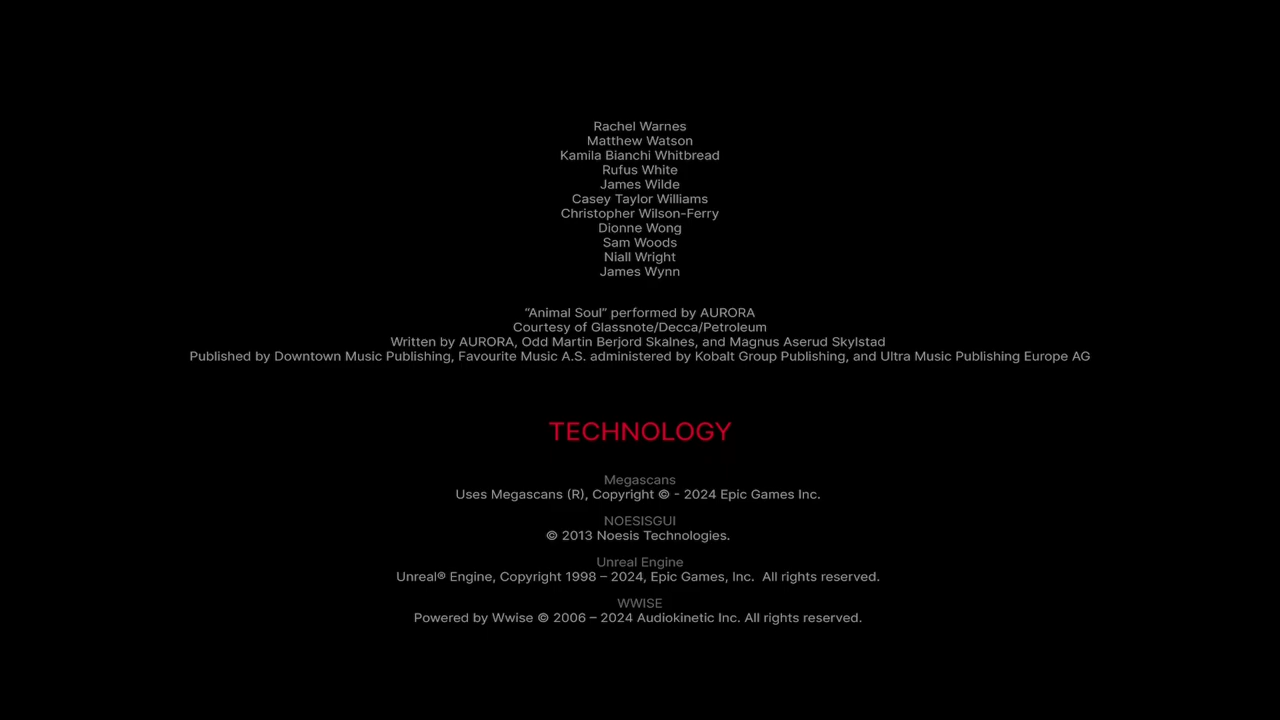 Rachel Warnes
Matthew Watson
Kamila Bianchi Whitbread
Rufus White
James Wilde
Casey Taylor Williams
Christopher Wilson-Ferry
Dionne Wong
Sam Woods
Niall Wright
James Wynn
“Animal Soul” performed by AURORA
Courtesy of Glassnote/Decca/Petroleum
Written by AURORA, Odd Martin Berjord Skalnes, and Magnus Aserud Skylstad
Published by Downtown Music Publishing, Favourite Music A.S. administered by Kobalt Group Publishing, and Ultra Music Publishing Europe AG
TECHNOLOGY
Megascans
Uses Megascans (R), Copyright © - 2024 Epic Games Inc.
NOESISGUI
© 2013 Noesis Technologies.
Unreal Engine
Unreal® Engine, Copyright 1998 – 2024, Epic Games, Inc.  All rights reserved.
WWISE
Powered by Wwise © 2006 – 2024 Audiokinetic Inc. All rights reserved.